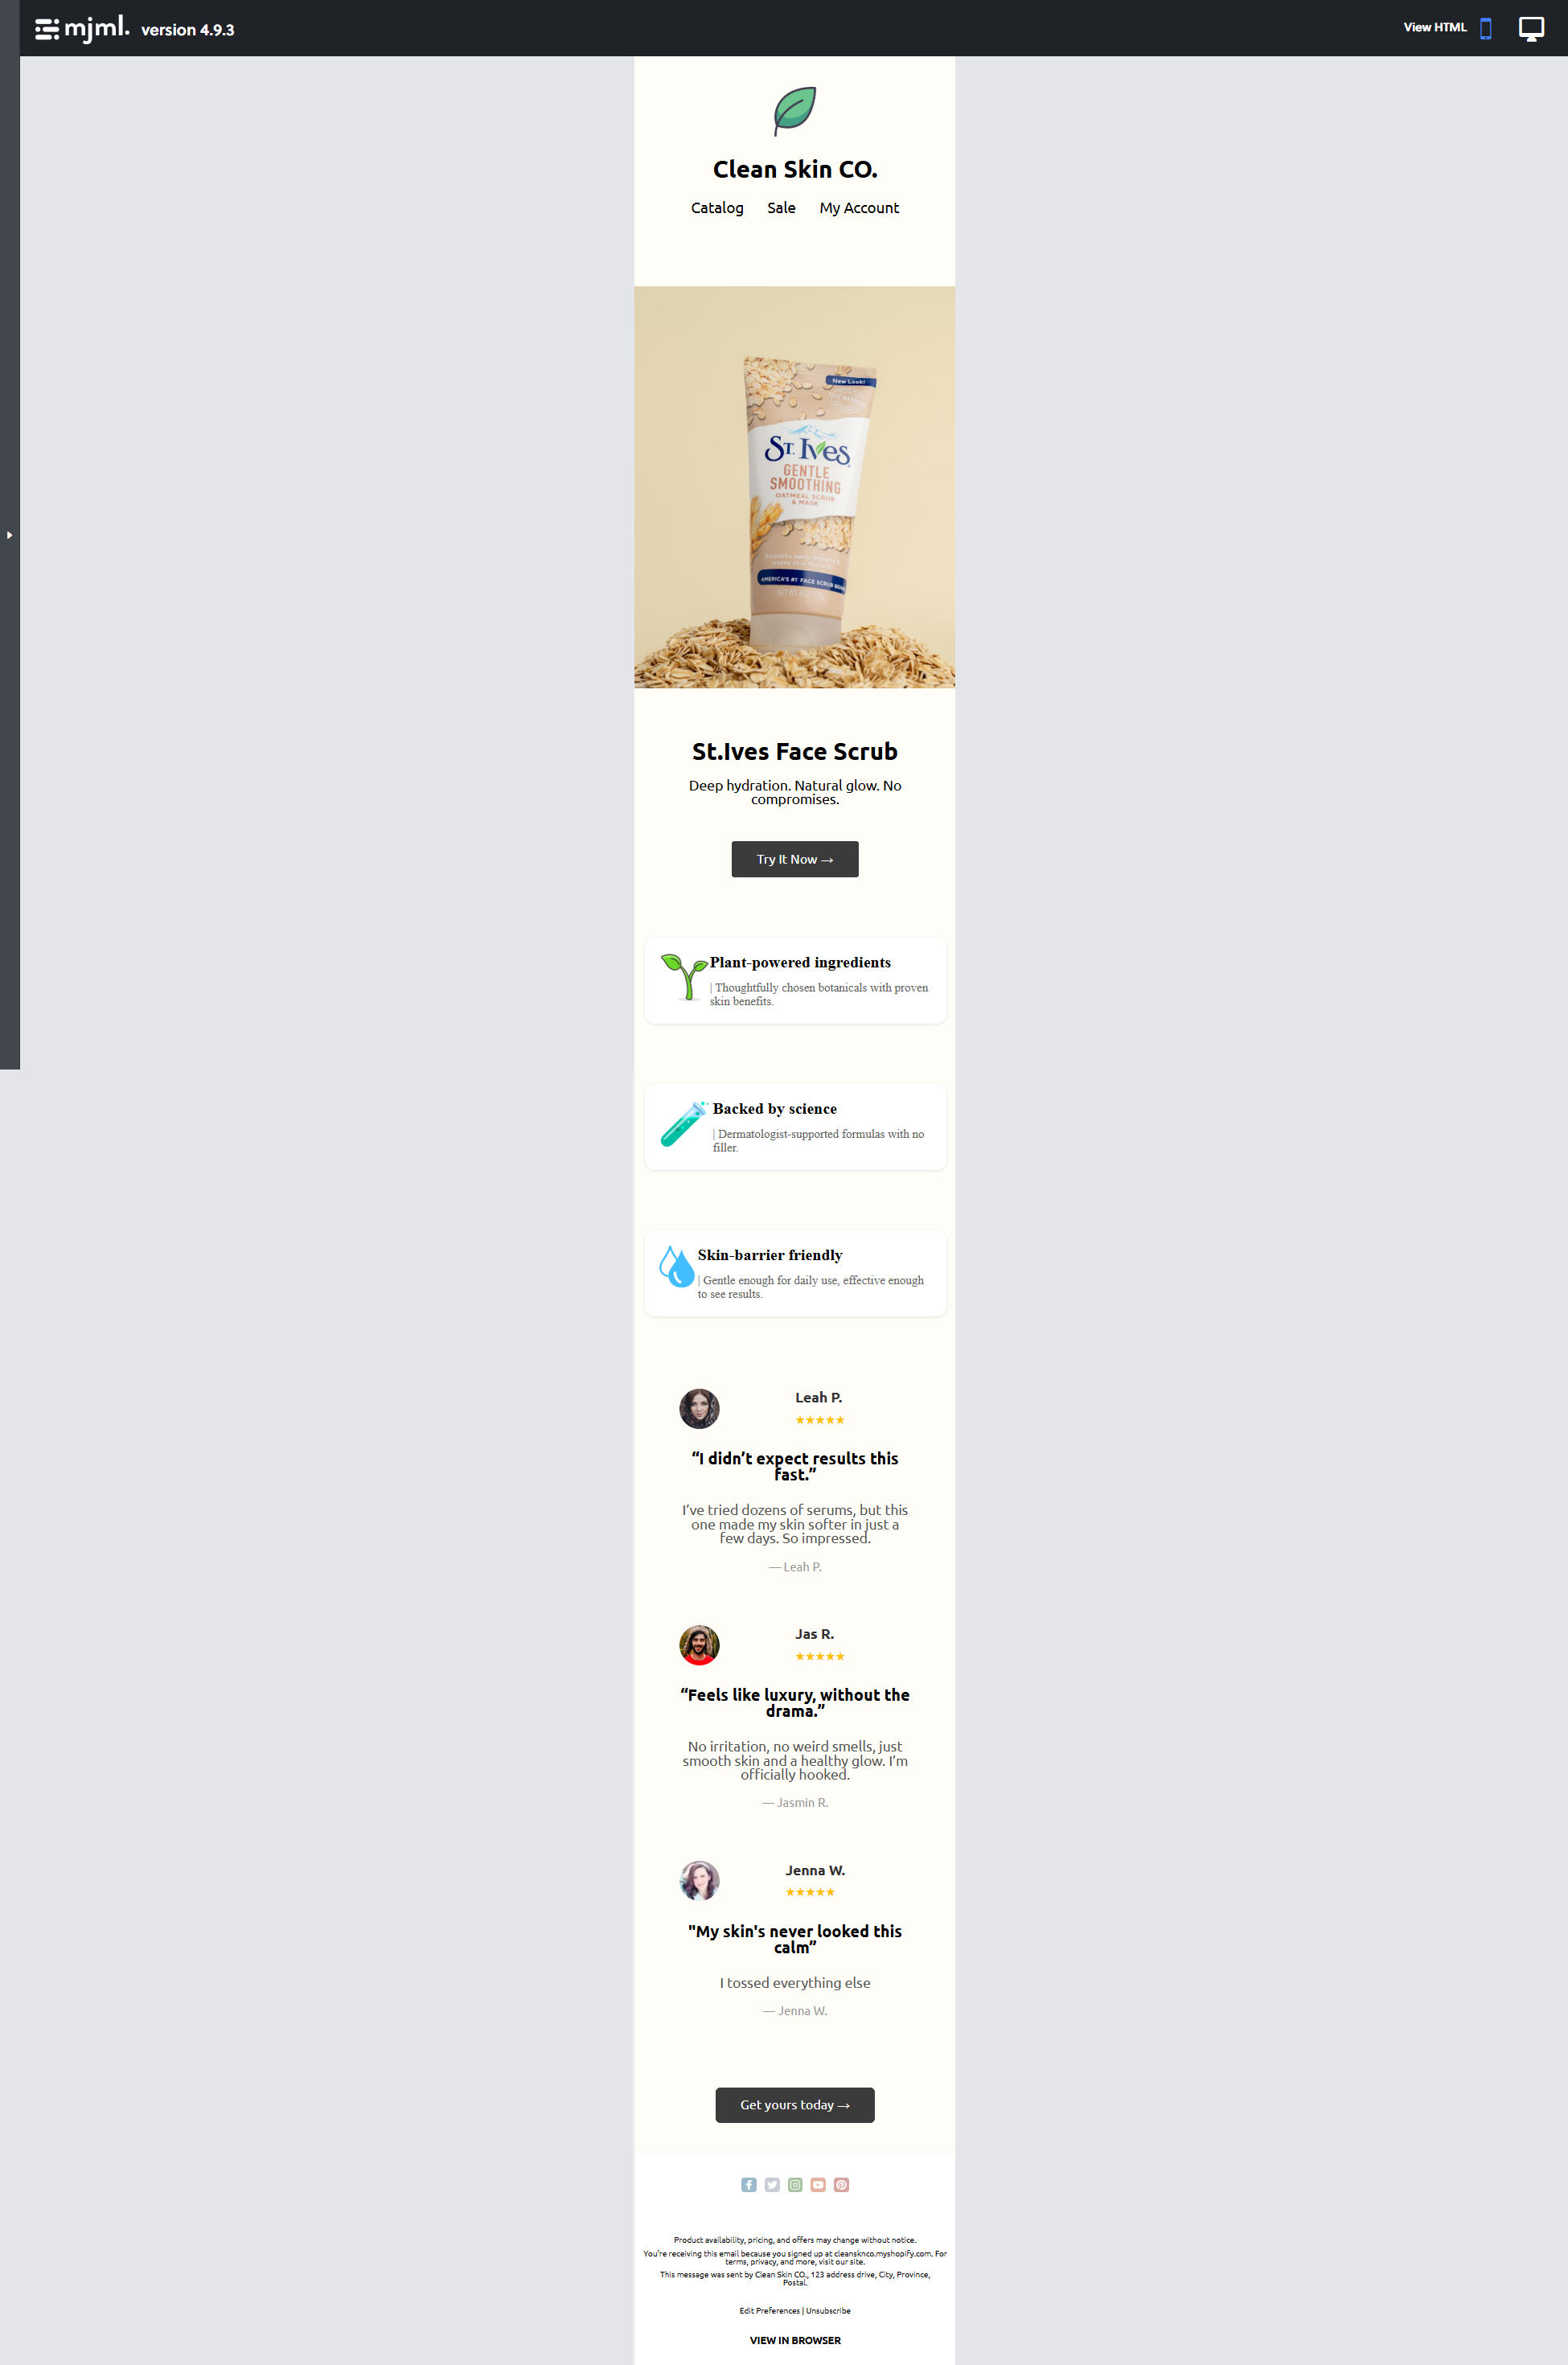 mjml. version 4.9.3
View HTML
Clean Skin CO.
Catalog Sale My Account
New Look!
St. Ives
GENTLE
SMOOTHING
OATMEAL SCRUB
& MASK
AMERICA'S #1 FACE SCRUB BRAND
St.Ives Face Scrub
Deep hydration. Natural glow. No
compromises.
Try It Now →
Plant-powered ingredients
| Thoughtfully chosen botanicals with proven
skin benefits.
Backed by science
| Dermatologist-supported formulas with no
filler.
Skin-barrier friendly
| Gentle enough for daily use, effective enough
to see results.
Leah P.
★★★★★
“I didn’t expect results this
fast.”
I’ve tried dozens of serums, but this
one made my skin softer in just a
few days. So impressed.
— Leah P.
Jas R.
★★★★★
“Feels like luxury, without the
drama.”
No irritation, no weird smells, just
smooth skin and a healthy glow. I’m
officially hooked.
— Jasmin R.
Jenna W.
★★★★★
"My skin's never looked this
calm”
I tossed everything else
— Jenna W.
Get yours today →
Product availability, pricing, and offers may change without notice.
You're receiving this email because you signed up at cleansknco.myshopify.com. For
terms, privacy, and more, visit our site.
This message was sent by Clean Skin CO., 123 address drive, City, Province,
Postal.
Edit Preferences | Unsubscribe
VIEW IN BROWSER